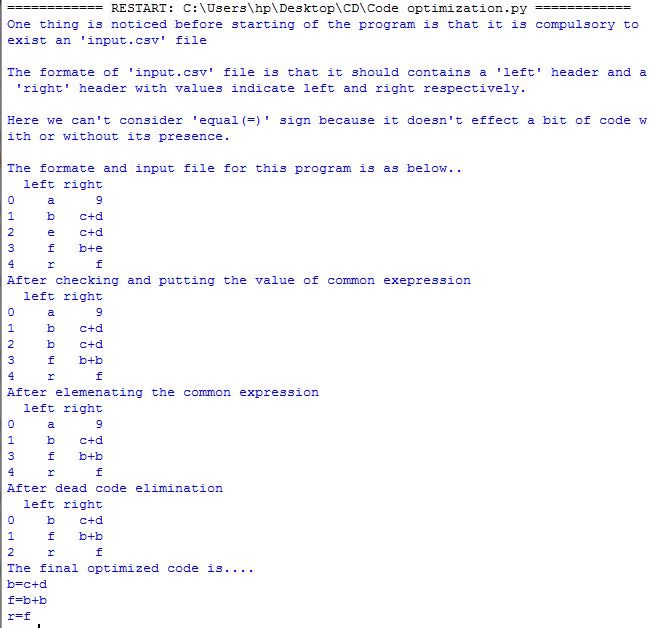 ============ RESTART: C:\Users\hp\Desktop\CD\Code optimization.py ============
One thing is noticed before starting of the program is that it is compulsory to
exist an 'input.csv' file

The formate of 'input.csv' file is that it should contains a 'left' header and a
 'right' header with values indicate left and right respectively.

Here we can't consider 'equal(=)' sign because it doesn't effect a bit of code w
ith or without its presence.

The formate and input file for this program is as below..
  left right
0    a     9
1    b   c+d
2    e   c+d
3    f   b+e
4    r     f
After checking and putting the value of common exepression
  left right
0    a     9
1    b   c+d
2    b   c+d
3    f   b+b
4    r     f
After elemenating the common expression
  left right
0    a     9
1    b   c+d
3    f   b+b
4    r     f
After dead code elimination
  left right
0    b   c+d
1    f   b+b
2    r     f
The final optimized code is....
b=c+d
f=b+b
r=f